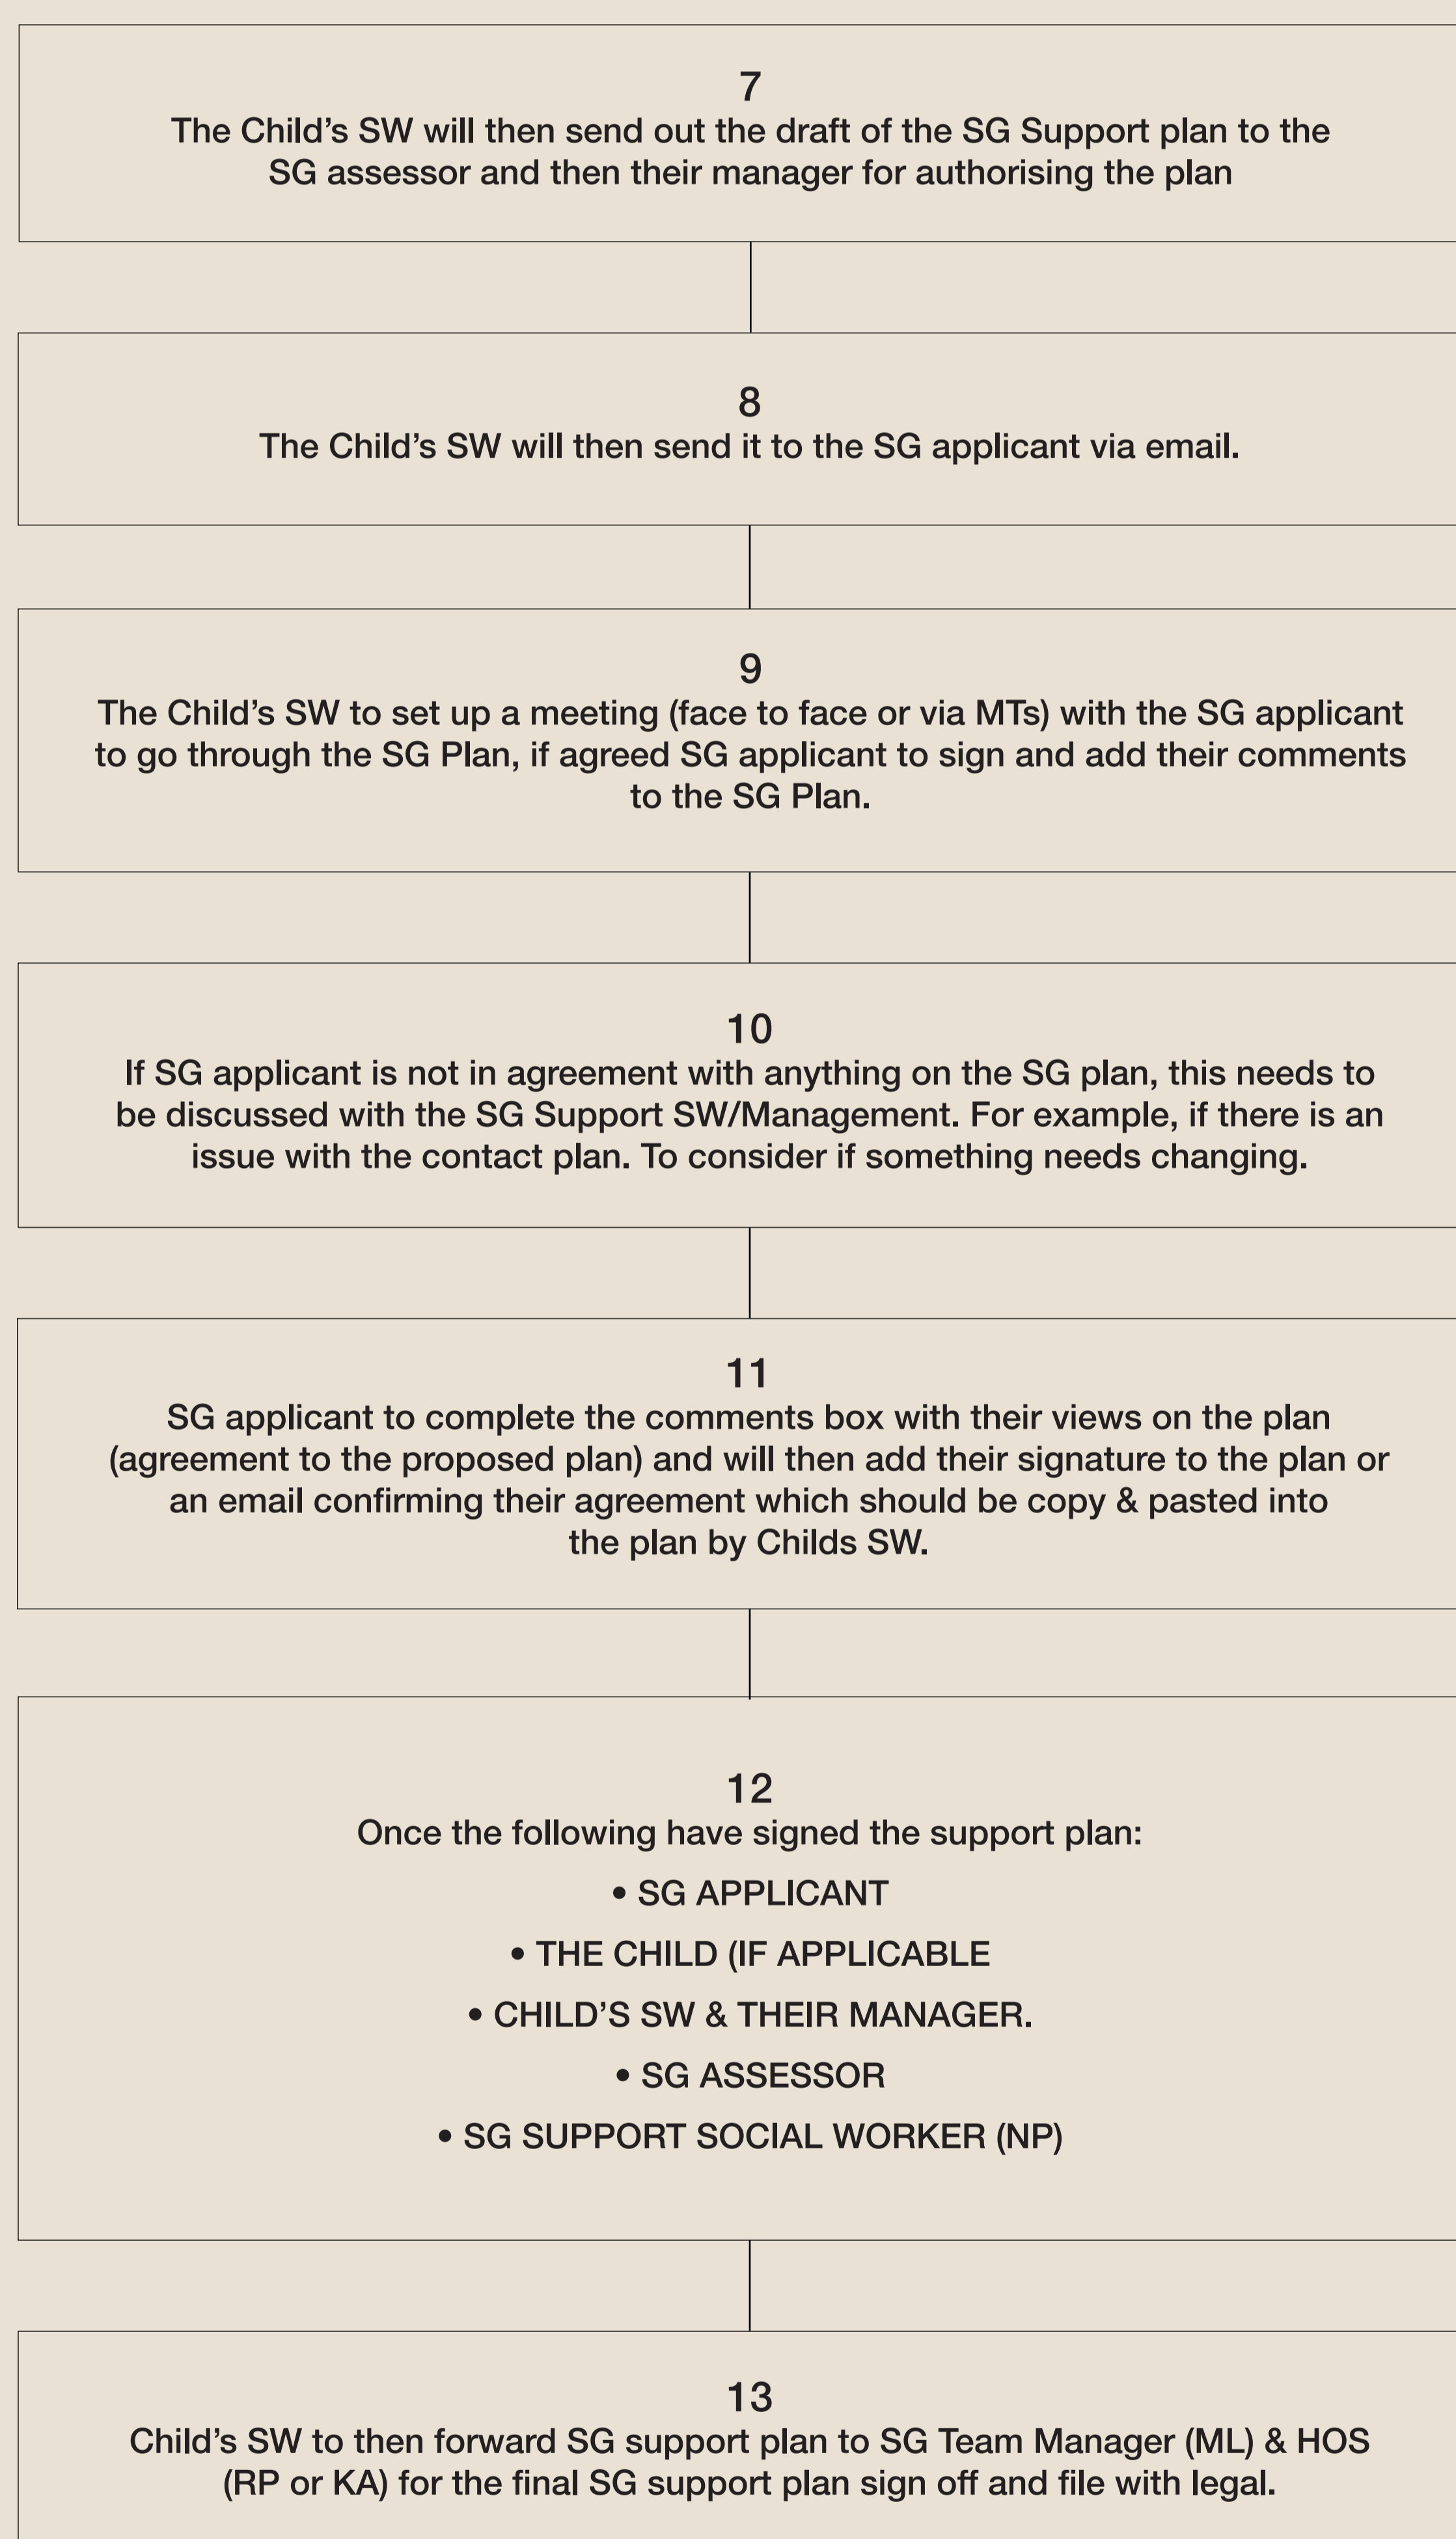 7
The Child’s SW will then send out the draft of the SG Support plan to the
SG assessor and then their manager for authorising the plan
8
The Child’s SW will then send it to the SG applicant via email.
9
The Child’s SW to set up a meeting (face to face or via MTs) with the SG applicant
to go through the SG Plan, if agreed SG applicant to sign and add their comments
to the SG Plan.
10
If SG applicant is not in agreement with anything on the SG plan, this needs to
be discussed with the SG Support SW/Management. For example, if there is an
issue with the contact plan. To consider if something needs changing.
11
SG applicant to complete the comments box with their views on the plan
(agreement to the proposed plan) and will then add their signature to the plan or
an email confirming their agreement which should be copy & pasted into
the plan by Childs SW.
12
Once the following have signed the support plan:
• SG APPLICANT
• THE CHILD (IF APPLICABLE
• CHILD’S SW & THEIR MANAGER.
• SG ASSESSOR
• SG SUPPORT SOCIAL WORKER (NP)
13
Child’s SW to then forward SG support plan to SG Team Manager (ML) & HOS
(RP or KA) for the final SG support plan sign off and file with legal.